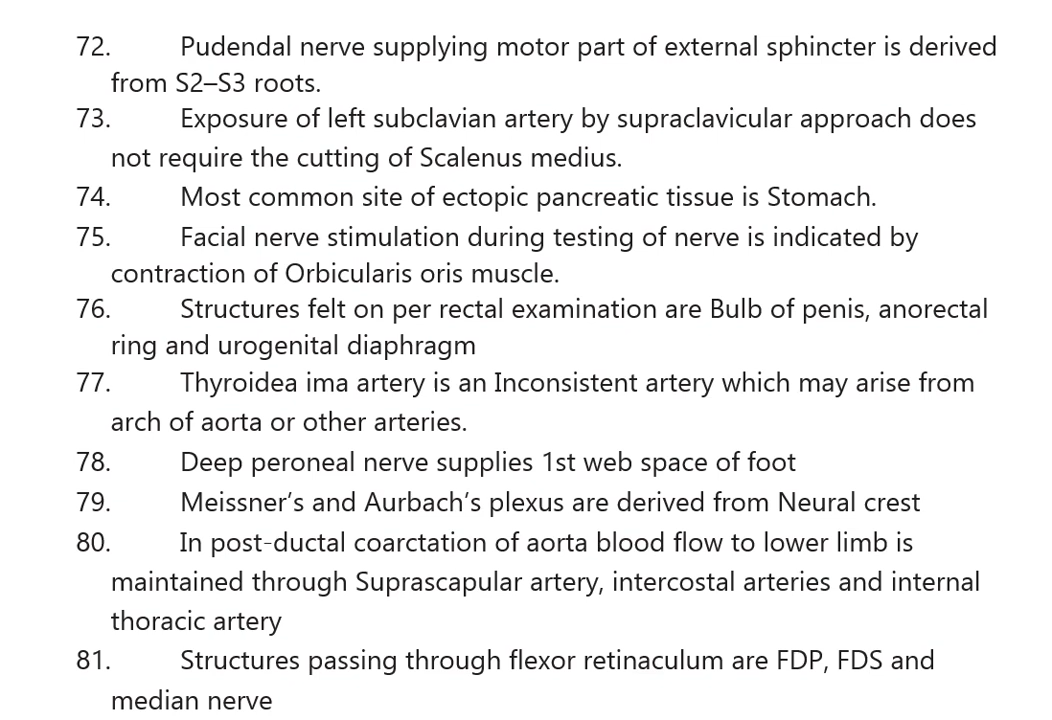 72. Pudendal nerve supplying motor part of external sphincter is derived
from S2–S3 roots.
73. Exposure of left subclavian artery by supraclavicular approach does
not require the cutting of Scalenus medius.
74. Most common site of ectopic pancreatic tissue is Stomach.
75. Facial nerve stimulation during testing of nerve is indicated by
contraction of Orbicularis oris muscle.
76. Structures felt on per rectal examination are Bulb of penis, anorectal
ring and urogenital diaphragm
77. Thyroidea ima artery is an Inconsistent artery which may arise from
arch of aorta or other arteries.
78. Deep peroneal nerve supplies 1st web space of foot
79. Meissner’s and Aurbach’s plexus are derived from Neural crest
80. In post-ductal coarctation of aorta blood flow to lower limb is
maintained through Suprascapular artery, intercostal arteries and internal
thoracic artery
81. Structures passing through flexor retinaculum are FDP, FDS and
median nerve